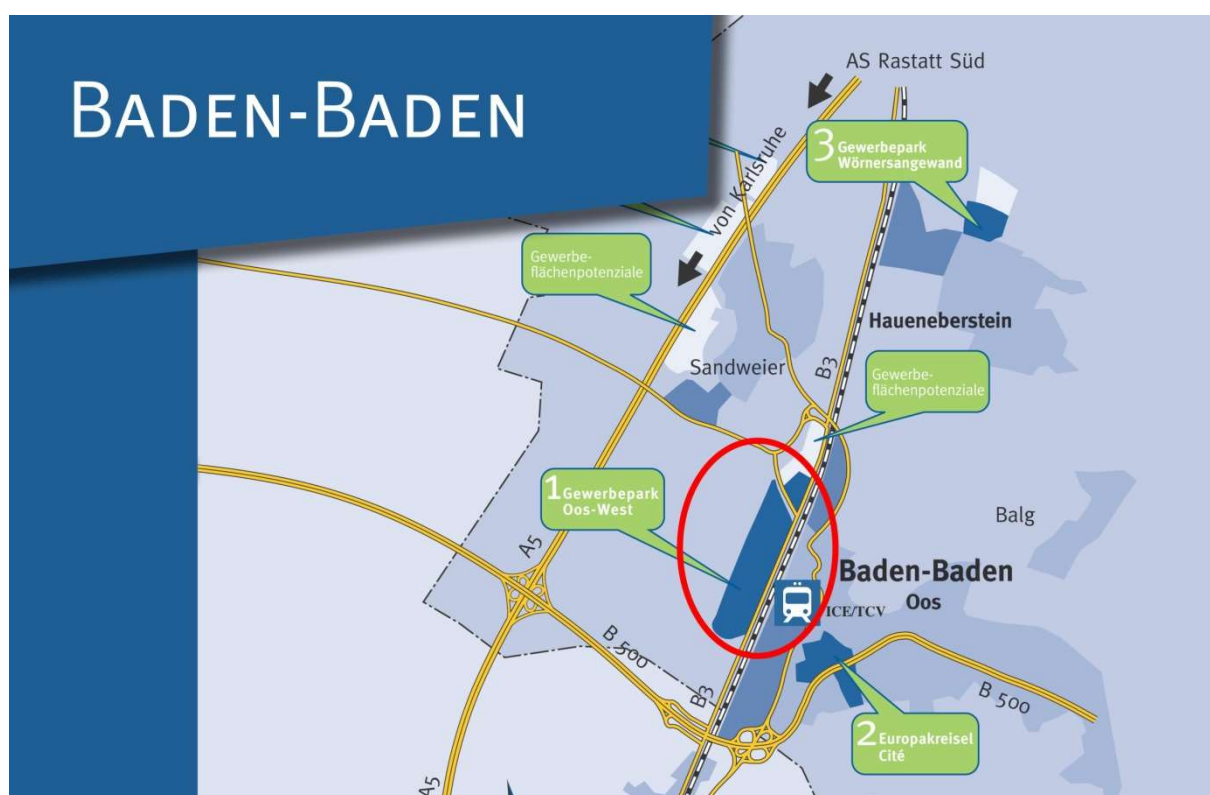 BADEN-BADEN
AS Rastatt Süd
von Karlsruhe
3 Gewerbepark
Wörnersangewand
Gewerbe-
flächenpotenziale
Haueneberstein
Sandweier
B3
Gewerbe-
flächenpotenziale
1 Gewerbepark
Oos-West
A5
Balg
Baden-Baden
Oos
ICE/TCV
B 500
B3
B 500
2 Europakreisel
Cité
A5